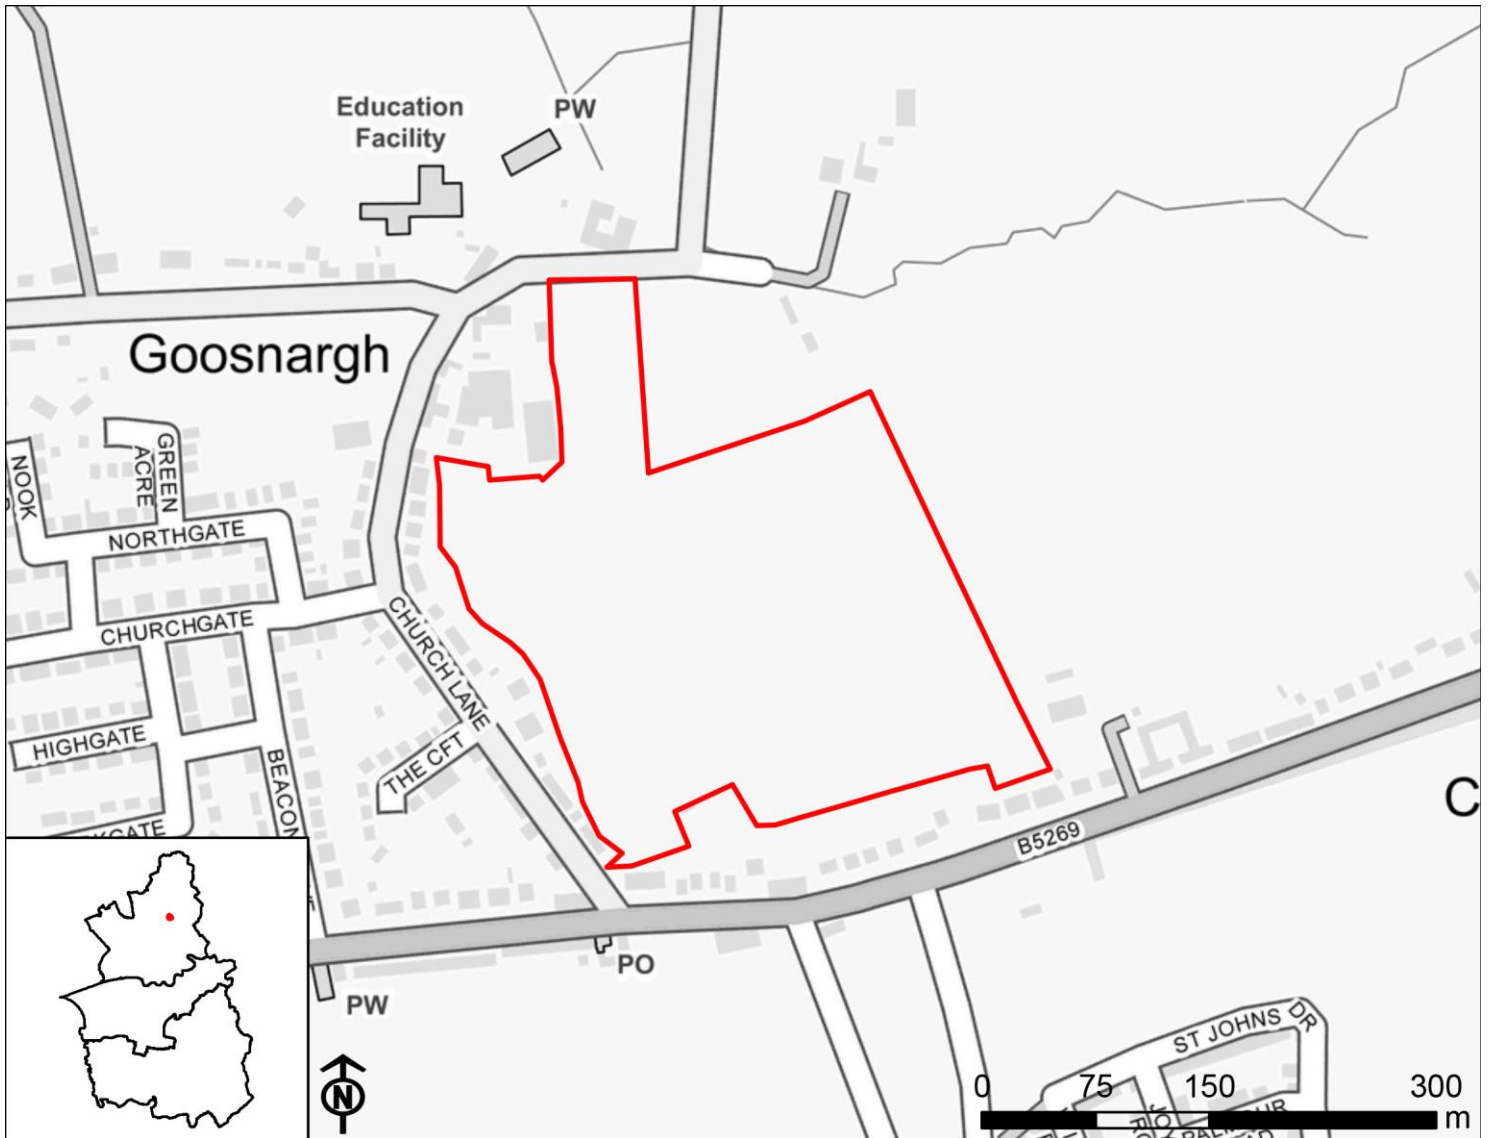 Education
Facility
PW
Goosnargh
GREEN
ACRE
NOOK
NORTHGATE
CHURCHGATE
CHURCH LANE
HIGHGATE
THE CFT
BEACON
B5269
C
PO
PW
N
ST JOHNS DR
0 75 150 300
m